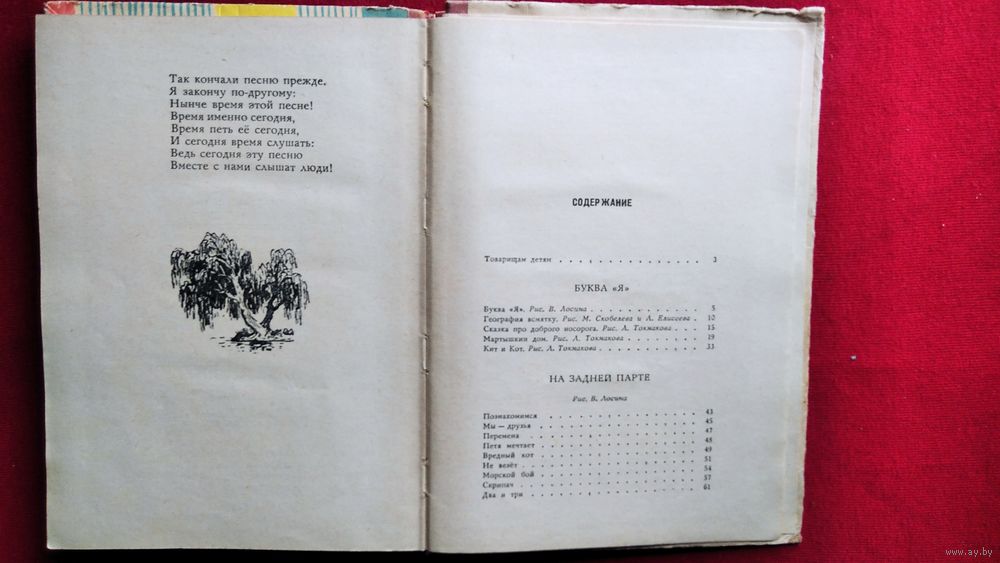 Так кончали песню прежде.
Я закончу по-другому:
Нынче время этой песне!
Время именно сегодня,
Время петь её сегодня,
И сегодня время слушать:
Ведь сегодня эту песню
Вместе с нами слышат люди!
СОДЕРЖАНИЕ
Товарищам детям . . . . . . . . . . . . . . . 3
БУКВА «Я»
Буква «Я». Рис. В. Лосина . . . . . . . . . . . 5
География всмятку. Рис. М. Скобелева и А. Елисеева . 10
Сказка про доброго носорога. Рис. Л. Токмакова . . . 15
Мартышкин дом. Рис. Л. Токмакова . . . . . . . . 19
Кит и Кот. Рис. Л. Токмакова . . . . . . . . . . 33
НА ЗАДНЕЙ ПАРТЕ
Рис. В. Лосина
Познакомимся . . . . . . . . . . . . . . . 43
Мы — друзья . . . . . . . . . . . . . . . 45
Перемена . . . . . . . . . . . . . . . 47
Петя мечтает . . . . . . . . . . . . . . . 48
Вредный кот . . . . . . . . . . . . . . . 49
Не везёт . . . . . . . . . . . . . . . 51
Морской бой . . . . . . . . . . . . . . . 54
Скрипач . . . . . . . . . . . . . . . 57
Два и три . . . . . . . . . . . . . . . 61
www.ay.by